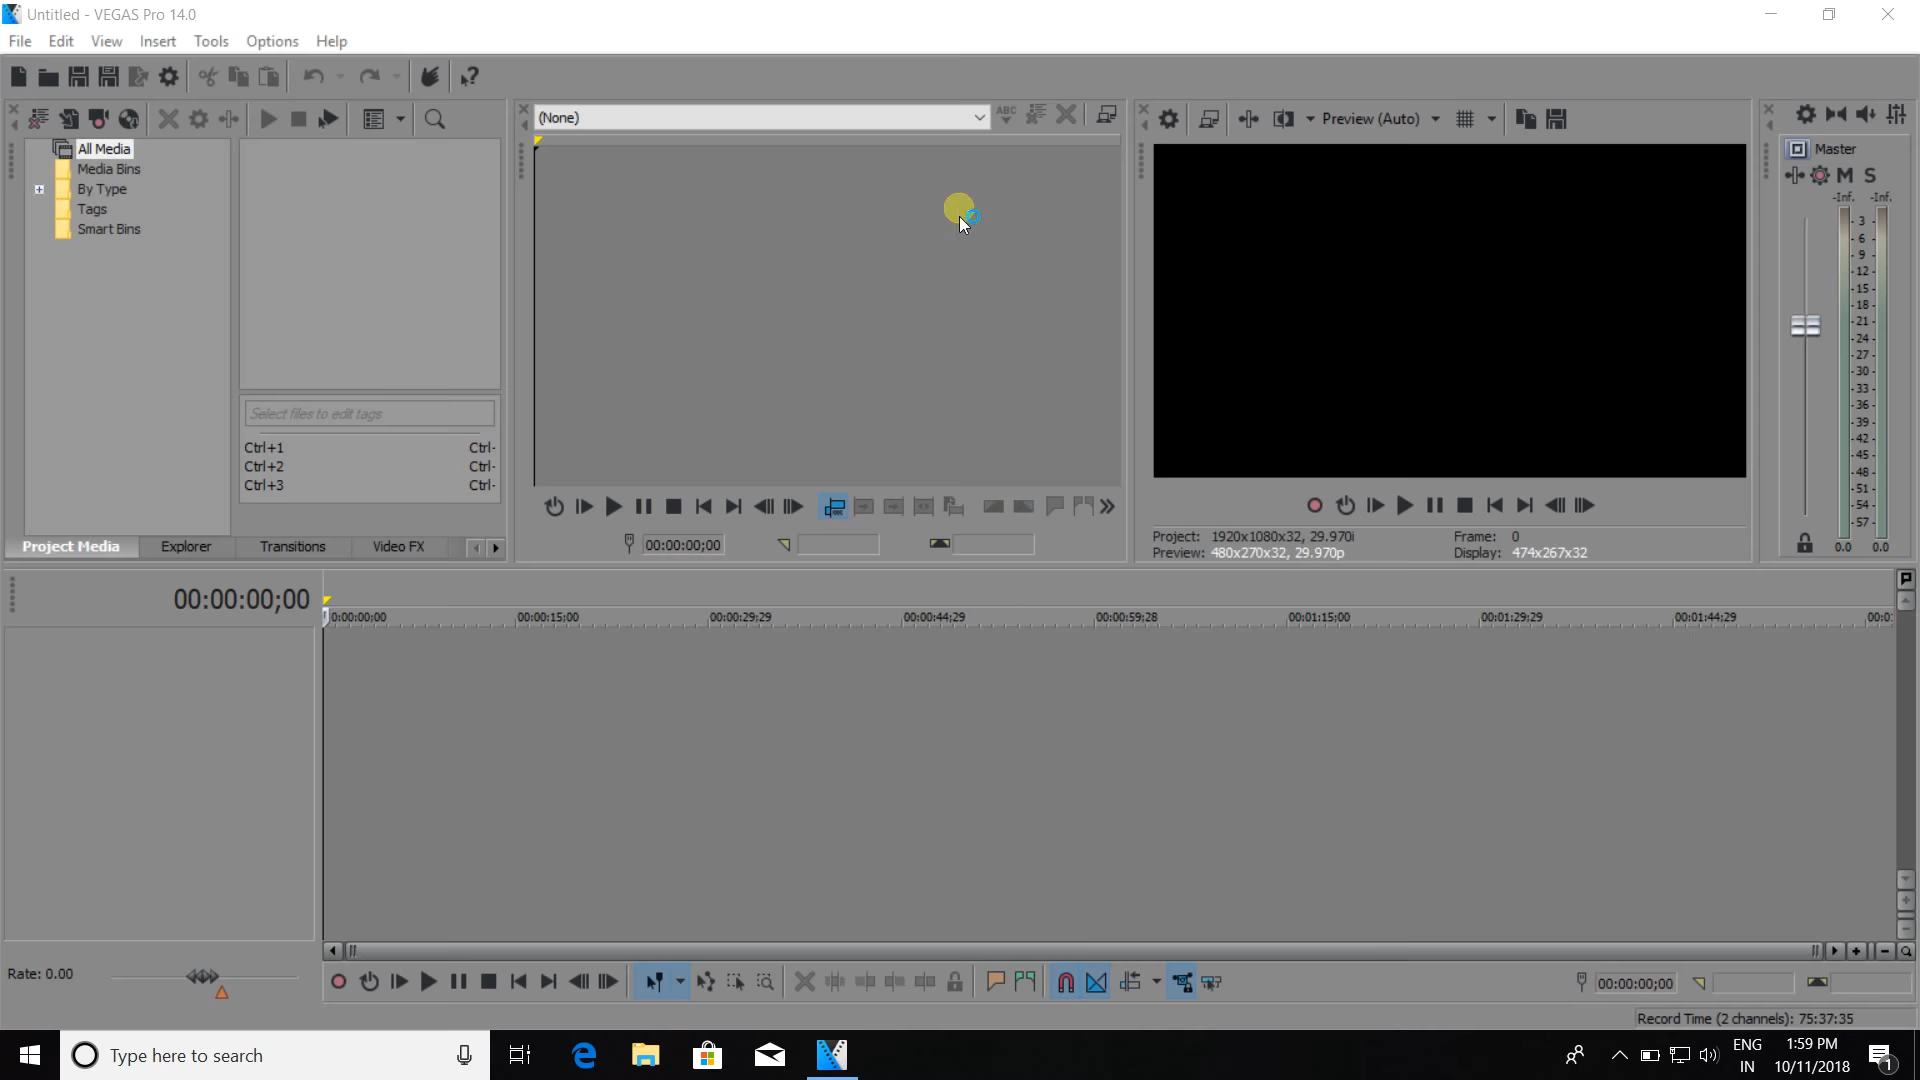 Untitled - VEGAS Pro 14.0
File Edit View Insert Tools Options Help
(None)
ABC
Preview (Auto)
All Media
Media Bins
By Type
Tags
Smart Bins
Select files to edit tags
Ctrl+1 Ctrl-
Ctrl+2 Ctrl-
Ctrl+3 Ctrl-
Project Media Explorer Transitions Video FX
00:00:00;00
Project: 1920x1080x32, 29.970i
Preview: 480x270x32, 29.970p
Frame: 0
Display: 474x267x32
Master
M S
-Inf. -Inf.
- 3 -
- 6 -
- 9 -
-12-
-15-
-18-
-21-
-24-
-27-
-30-
-33-
-36-
-39-
-42-
-45-
-48-
-51-
-54-
-57-
0.0 0.0
00:00:00;00
0:00:00;00 00:00:15;00 00:00:29;29 00:00:44;29 00:00:59;28 00:01:15;00 00:01:29;29 00:01:44;29 00:0
Rate: 0.00
00:00:00;00
Record Time (2 channels): 75:37:35
Type here to search
ENG
IN
1:59 PM
10/11/2018
1